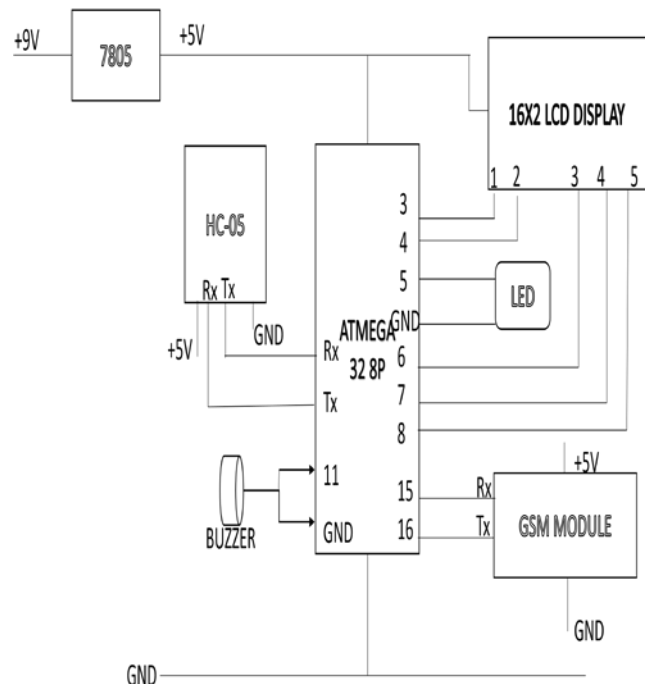 +9V
7805
+5V
16X2 LCD DISPLAY
1 2 3 4 5
HC-05
Rx Tx
+5V
GND
ATMEGA
32 8P
3
4
5
GND
6
7
8
15
16
Rx
Tx
11
GND
LED
BUZZER
+5V
Rx
Tx
GSM MODULE
GND
GND